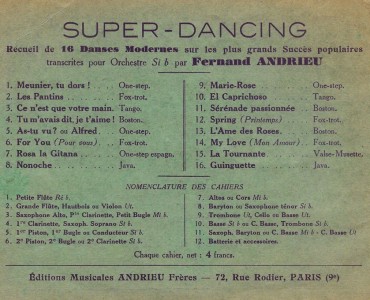 SUPER-DANCING
Recueil de 16 Danses Modernes sur les plus grands Succès populaires
transcrites pour Orchestre Si b par Fernand ANDRIEU
1. Meunier, tu dors ! One-step.
2. Les Pantins Fox-trot.
3. Ce n'est que votre main. Tango.
4. Tu m'avais dit, je t'aime ! Boston.
5. As-tu vu ? ou Alfred One-step.
6. For You (Pour vous) Fox-trot.
7. Rosa la Gitana One-step espagn.
8. Nonoche Java.
9. Marie-Rose One-step.
10. El Caprichoso Tango.
11. Sérénade passionnée Boston.
12. Spring (Printemps) Fox-trot.
13. L'Ame des Roses Boston.
14. My Love (Mon Amour) Fox-trot.
15. La Tournante Valse-Musette.
16. Guinguette Java.
NOMENCLATURE DES CAHIERS
1. Petite Flûte Ré b.
2. Grande Flûte, Hautbois ou Violon Ut.
3. Saxophone Alto, Pte Clarinette, Petit Bugle Mi b.
4. 1re Clarinette, Saxoph. Soprano Si b.
5. 1er Piston, 1er Bugle ou Conducteur Si b.
6. 2e Piston, 2e Bugle ou 2e Clarinette Si b.
7. Altos ou Cors Mi b.
8. Baryton ou Saxophone ténor Si b.
9. Trombone Ut, Cello ou Basse Ut.
10. Basse Si b ou C. Basse, Trombone Si b.
11. Saxoph. Baryton ou C. Basse Mi b - C. Basse Ut.
12. Batterie et accessoires.
Chaque cahier, net : 4 francs.
Éditions Musicales ANDRIEU Frères — 72, Rue Rodier, PARIS (9e)